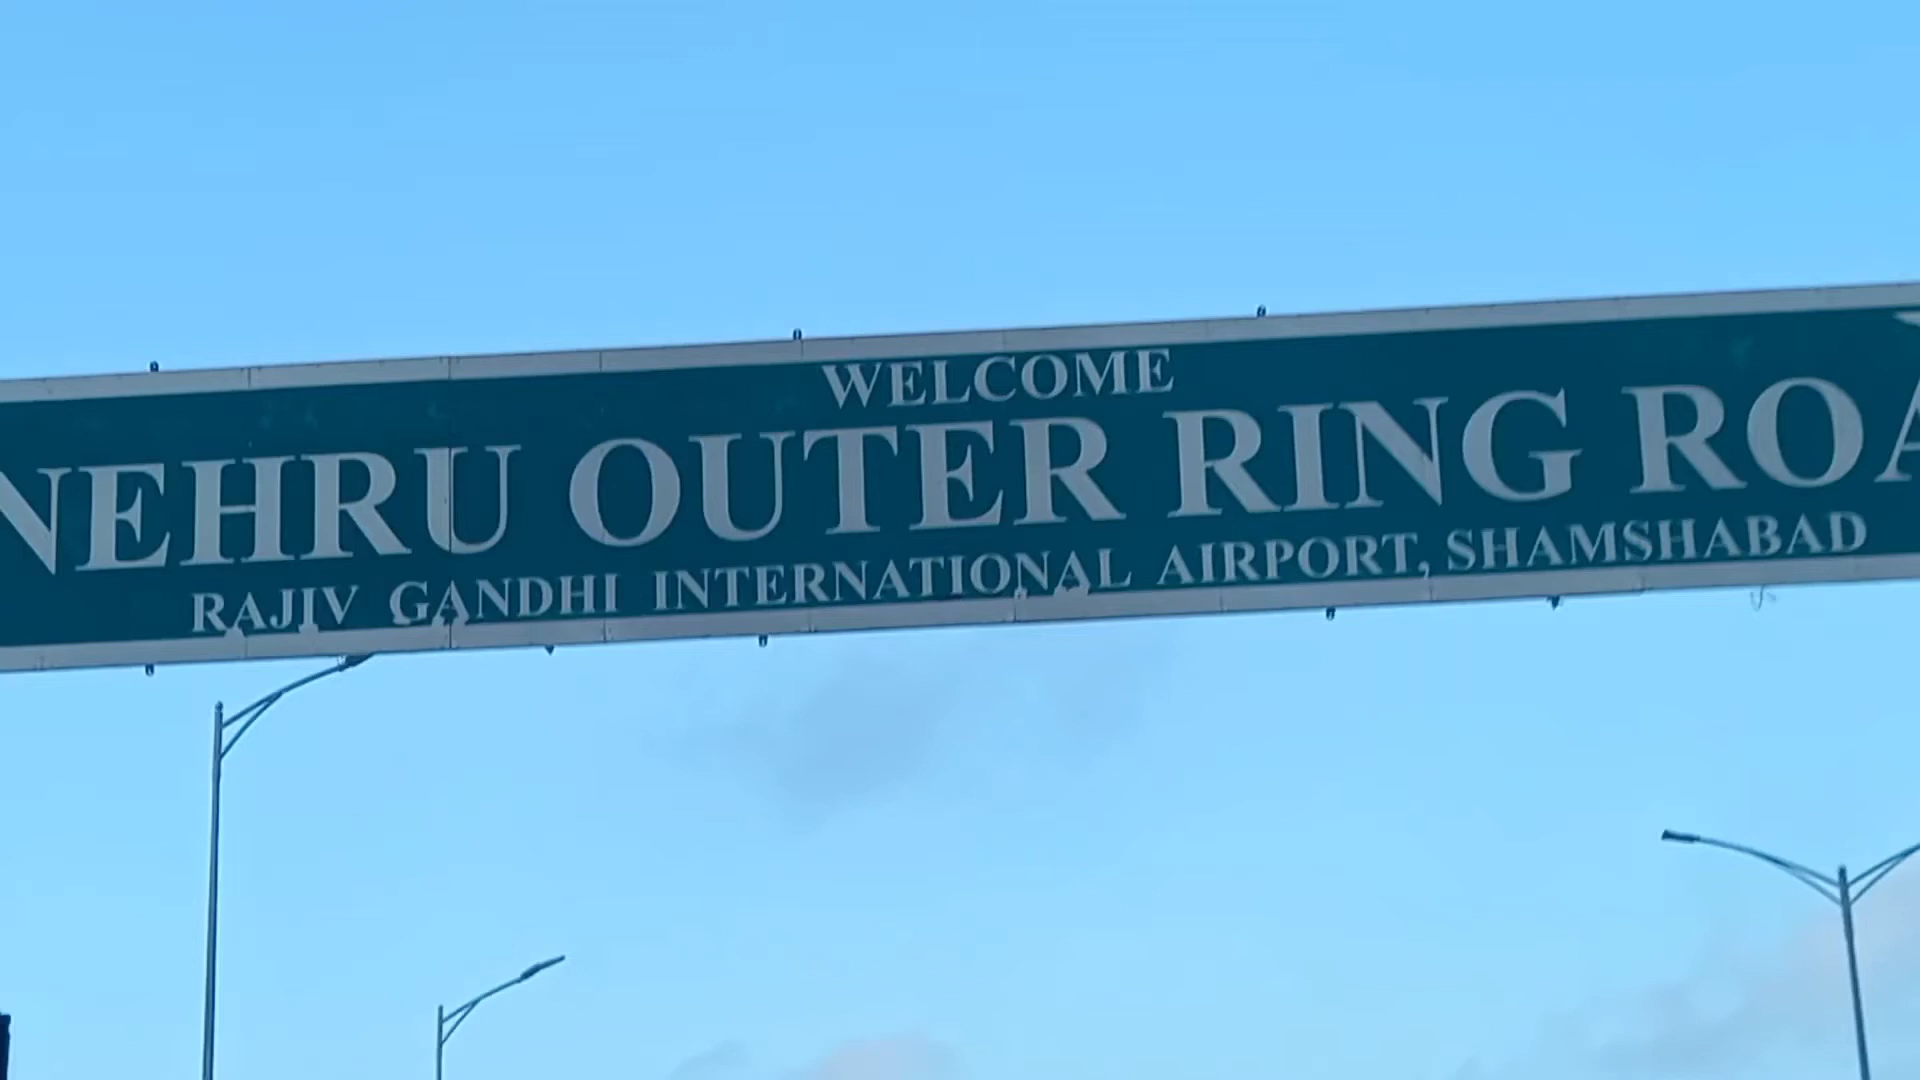 WELCOME
NEHRU OUTER RING ROA
RAJIV GANDHI INTERNATIONAL AIRPORT, SHAMSHABAD